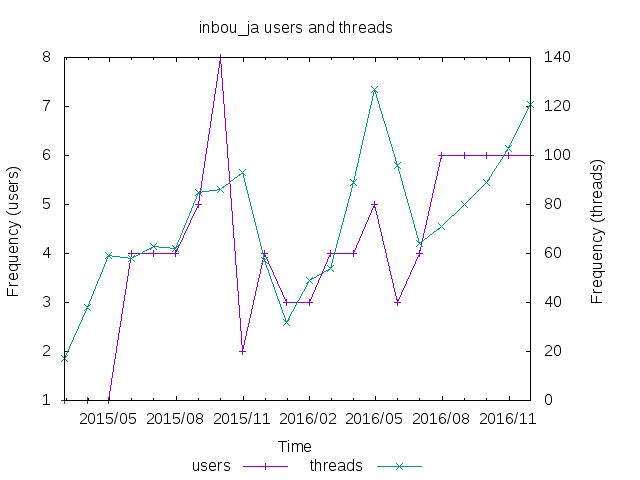 inbou_ja users and threads
8
7
6
5
4
3
2
1
140
120
100
80
60
40
20
0
Frequency (users)
Frequency (threads)
2015/05 2015/08 2015/11 2016/02 2016/05 2016/08 2016/11
Time
users threads